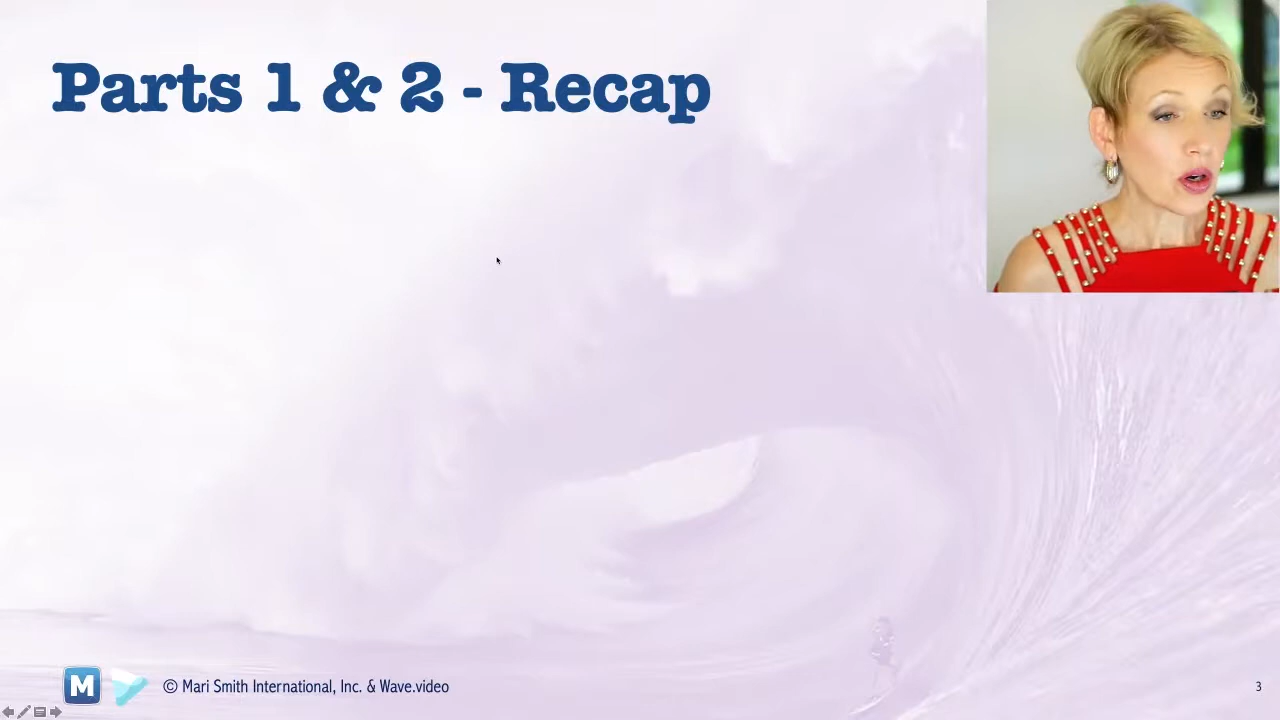 Parts 1 & 2 - Recap
M
© Mari Smith International, Inc. & Wave.video
3